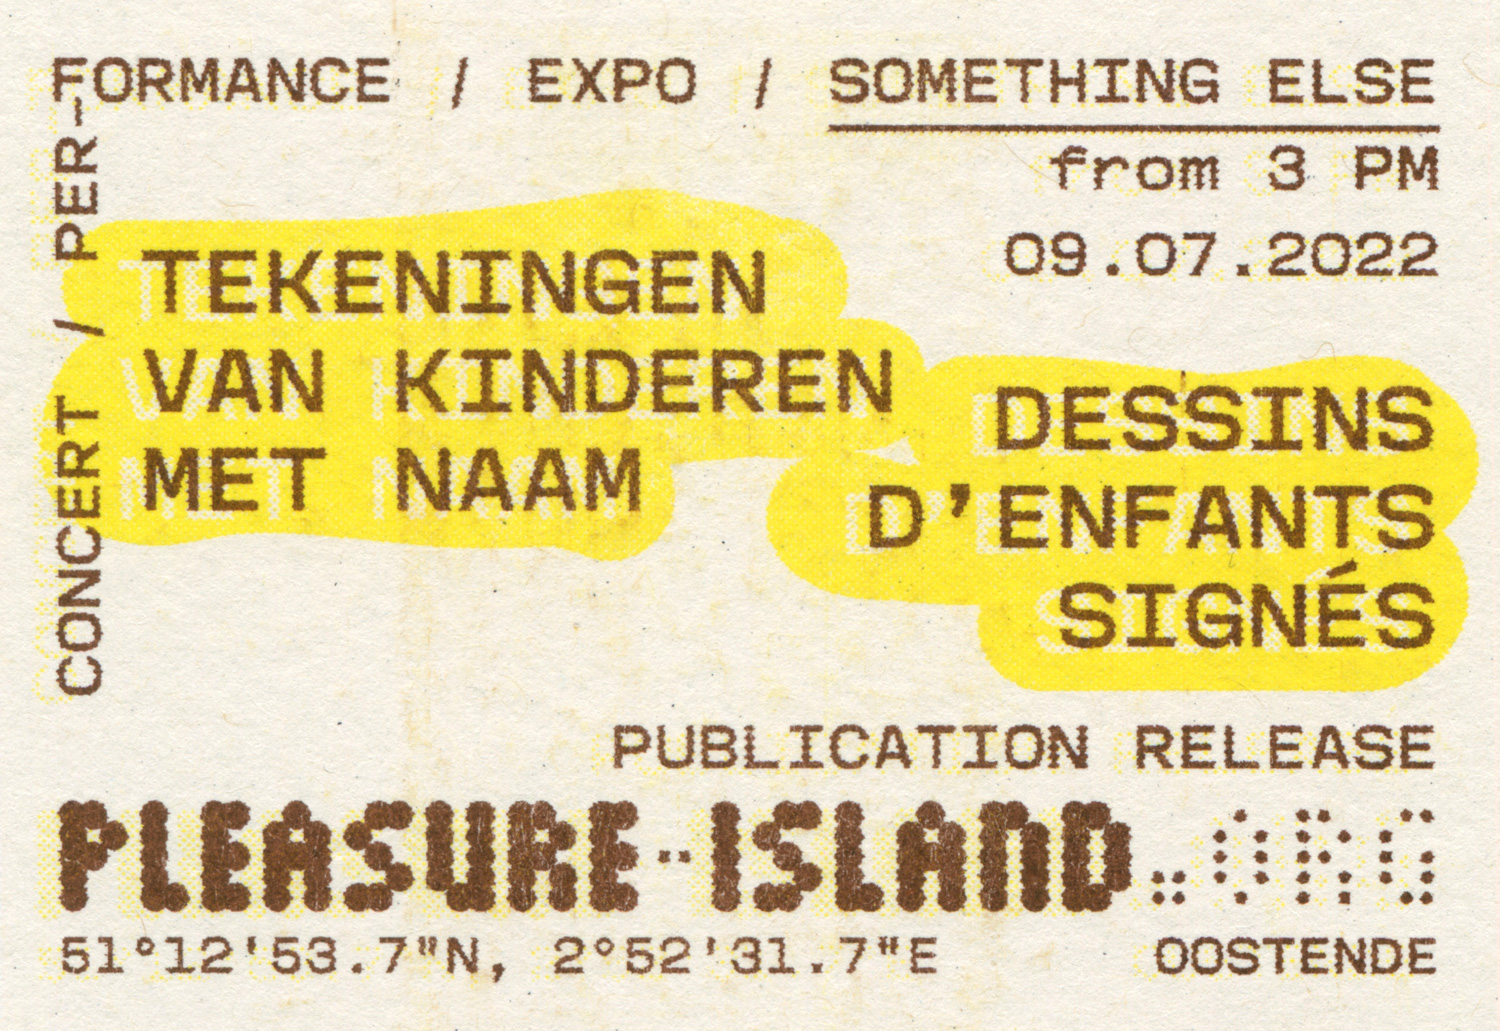 CONCERT / PER-
FORMANCE / EXPO / SOMETHING ELSE
from 3 PM
09.07.2022
TEKENINGEN
VAN KINDEREN
MET NAAM
DESSINS
D’ENFANTS
SIGNÉS
PUBLICATION RELEASE
PLEASURE-ISLAND.ORG
51°12'53.7"N, 2°52'31.7"E
OOSTENDE